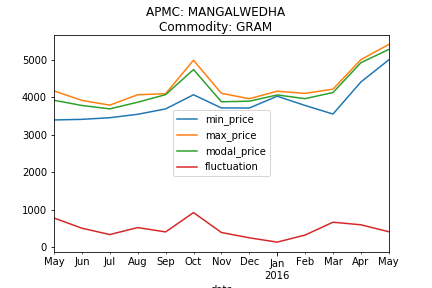 APMC: MANGALWEDHA
Commodity: GRAM
5000
4000
3000
2000
1000
0
min_price
max_price
modal_price
fluctuation
May Jun Jul Aug Sep Oct Nov Dec Jan Feb Mar Apr May
2016